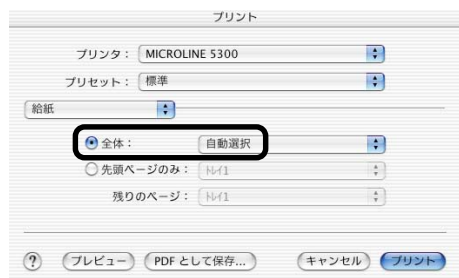 プリント
プリンタ： MICROLINE 5300
プリセット： 標準
給紙
全体： 自動選択
先頭ページのみ： トレイ1
残りのページ： トレイ1
? プレビュー PDF として保存... キャンセル プリント